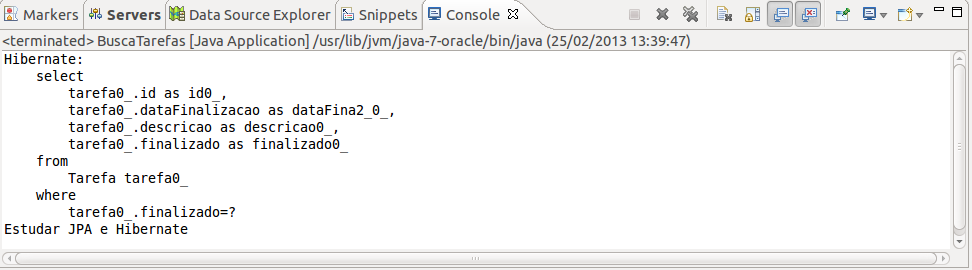 Markers Servers Data Source Explorer Snippets Console
<terminated> BuscaTarefas [Java Application] /usr/lib/jvm/java-7-oracle/bin/java (25/02/2013 13:39:47)
Hibernate:
    select
        tarefa0_.id as id0_,
        tarefa0_.dataFinalizacao as dataFina2_0_,
        tarefa0_.descricao as descricao0_,
        tarefa0_.finalizado as finalizado0_
    from
        Tarefa tarefa0_
    where
        tarefa0_.finalizado=?
Estudar JPA e Hibernate